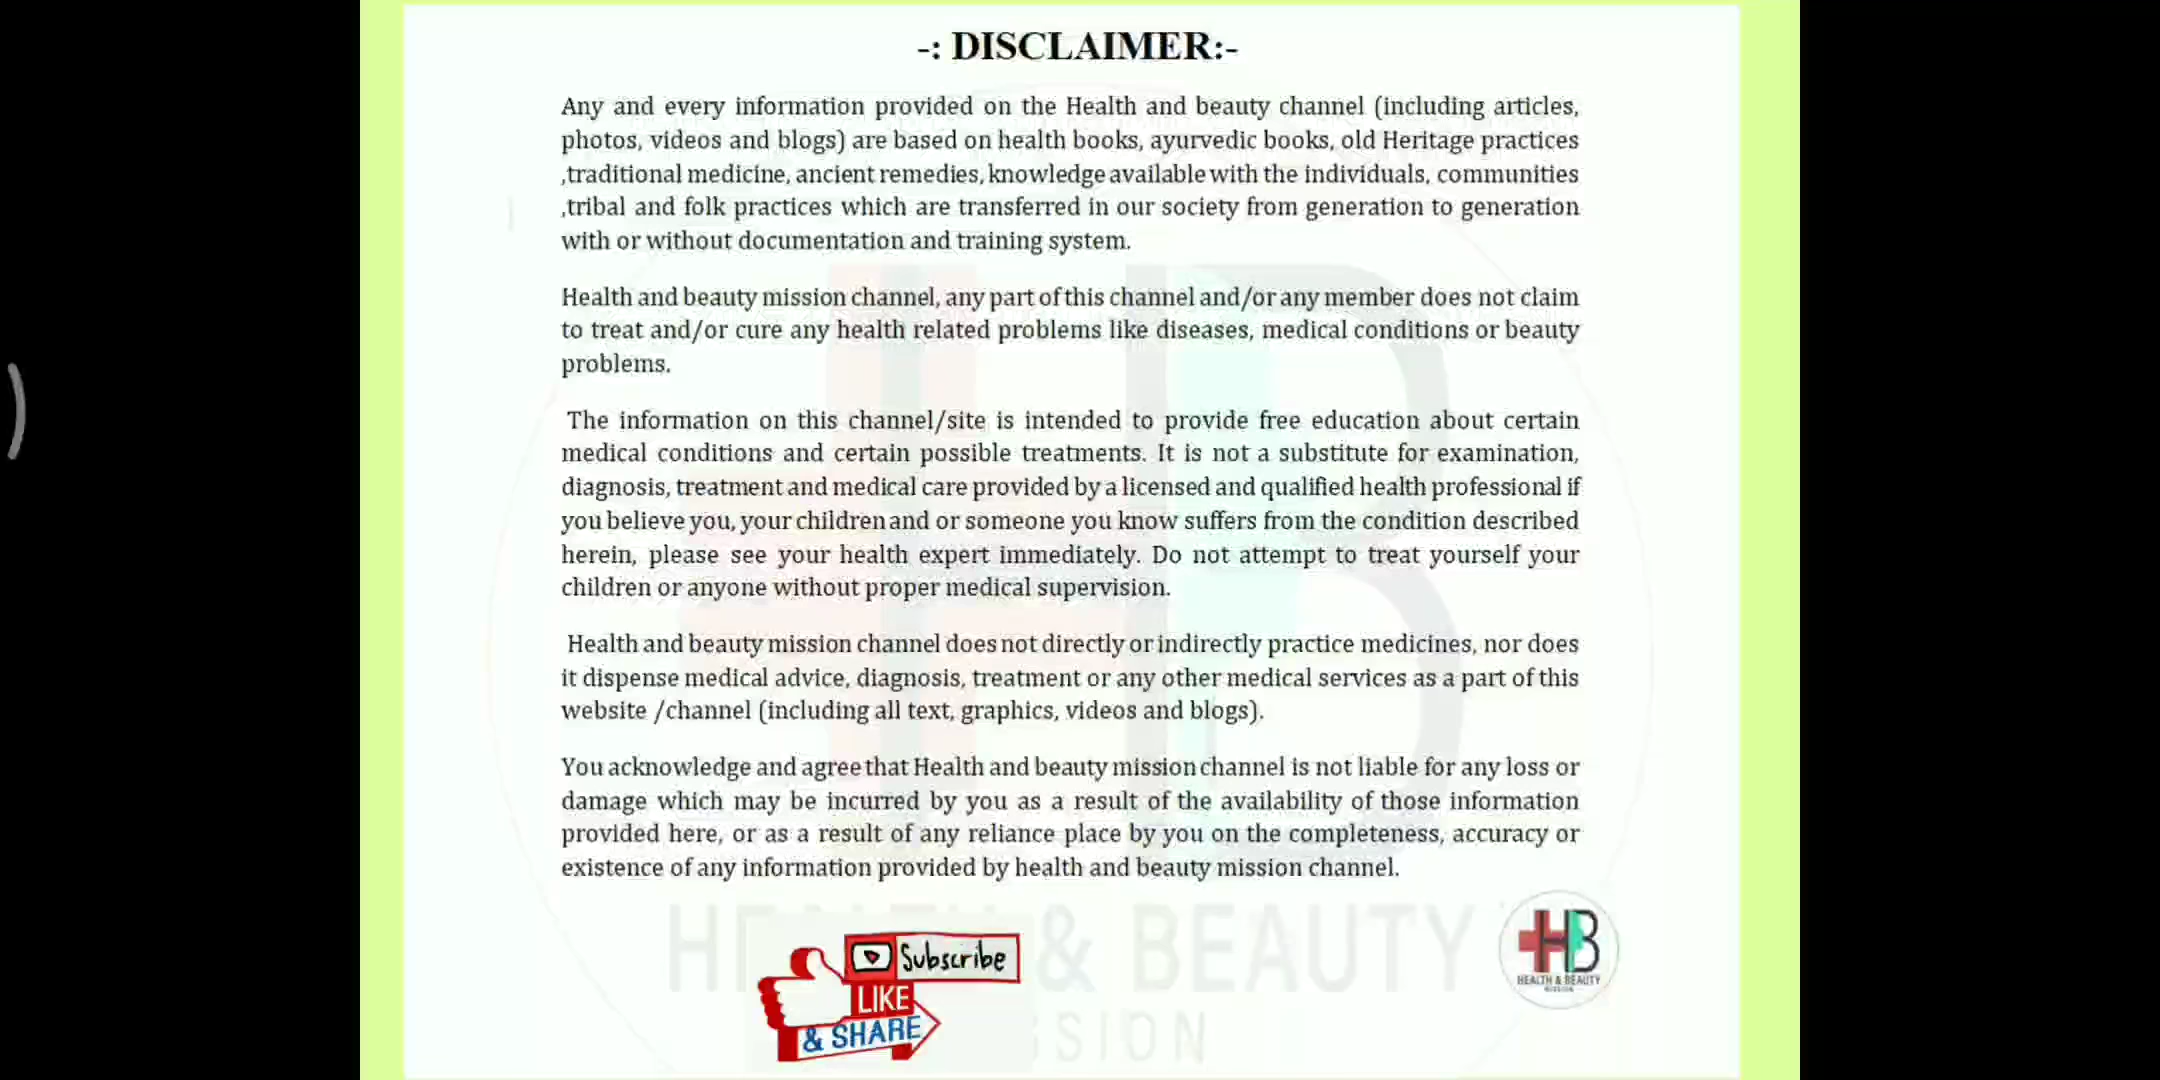 -: DISCLAIMER:-
Any and every information provided on the Health and beauty channel (including articles,
photos, videos and blogs) are based on health books, ayurvedic books, old Heritage practices
,traditional medicine, ancient remedies, knowledge available with the individuals, communities
,tribal and folk practices which are transferred in our society from generation to generation
with or without documentation and training system.
Health and beauty mission channel, any part of this channel and/or any member does not claim
to treat and/or cure any health related problems like diseases, medical conditions or beauty
problems.
The information on this channel/site is intended to provide free education about certain
medical conditions and certain possible treatments. It is not a substitute for examination,
diagnosis, treatment and medical care provided by a licensed and qualified health professional if
you believe you, your children and or someone you know suffers from the condition described
herein, please see your health expert immediately. Do not attempt to treat yourself your
children or anyone without proper medical supervision.
Health and beauty mission channel does not directly or indirectly practice medicines, nor does
it dispense medical advice, diagnosis, treatment or any other medical services as a part of this
website /channel (including all text, graphics, videos and blogs).
You acknowledge and agree that Health and beauty mission channel is not liable for any loss or
damage which may be incurred by you as a result of the availability of those information
provided here, or as a result of any reliance place by you on the completeness, accuracy or
existence of any information provided by health and beauty mission channel.
& BEAUTY
SSION
Subscribe
LIKE
& SHARE
HB
HEALTH & BEAUTY
MISSION